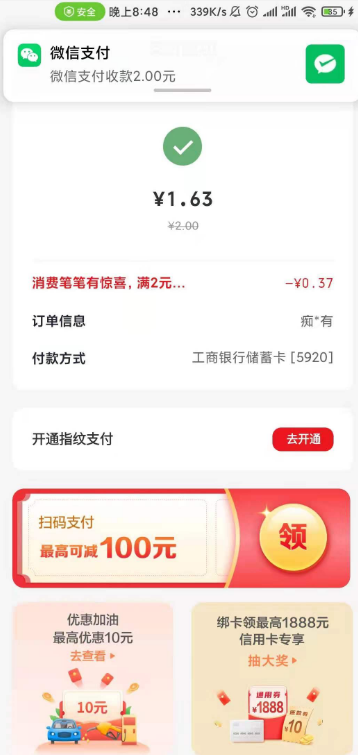 安全 晚上8:48 ··· 339K/s HD 85
微信支付
微信支付收款2.00元
¥1.63
¥2.00
消费笔笔有惊喜，满2元... -¥0.37
订单信息 痴*有
付款方式 工商银行储蓄卡 [5920]
开通指纹支付 去开通
扫码支付
最高可减100元
领
优惠加油
最高优惠10元
去查看
10元
绑卡领最高1888元
信用卡专享
抽大奖
通用券
¥1888
¥10